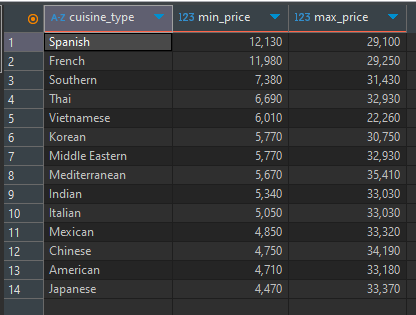 A-Z cuisine_type 123 min_price 123 max_price
1 Spanish 12,130 29,100
2 French 11,980 29,250
3 Southern 7,380 31,430
4 Thai 6,690 32,930
5 Vietnamese 6,010 22,260
6 Korean 5,770 30,750
7 Middle Eastern 5,770 32,930
8 Mediterranean 5,670 35,410
9 Indian 5,340 33,030
10 Italian 5,050 33,030
11 Mexican 4,850 33,320
12 Chinese 4,750 34,190
13 American 4,710 33,180
14 Japanese 4,470 33,370